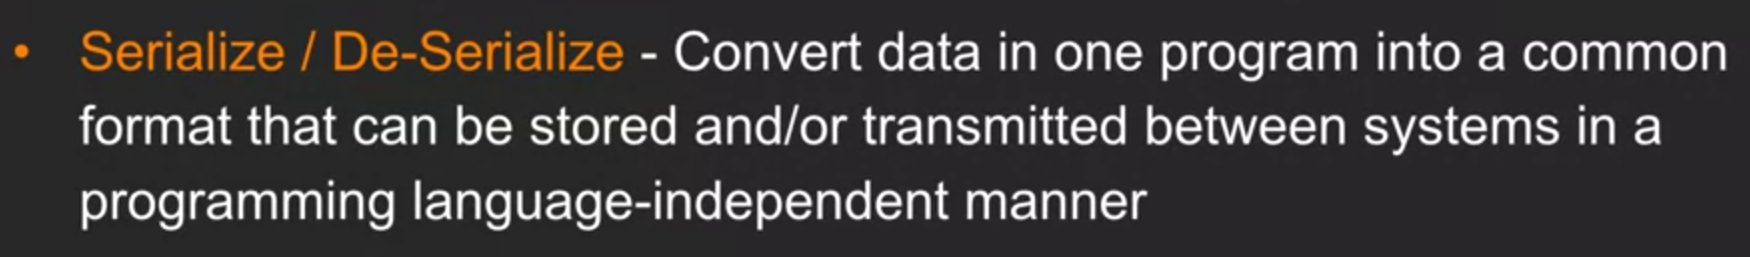 • Serialize / De-Serialize - Convert data in one program into a common
format that can be stored and/or transmitted between systems in a
programming language-independent manner